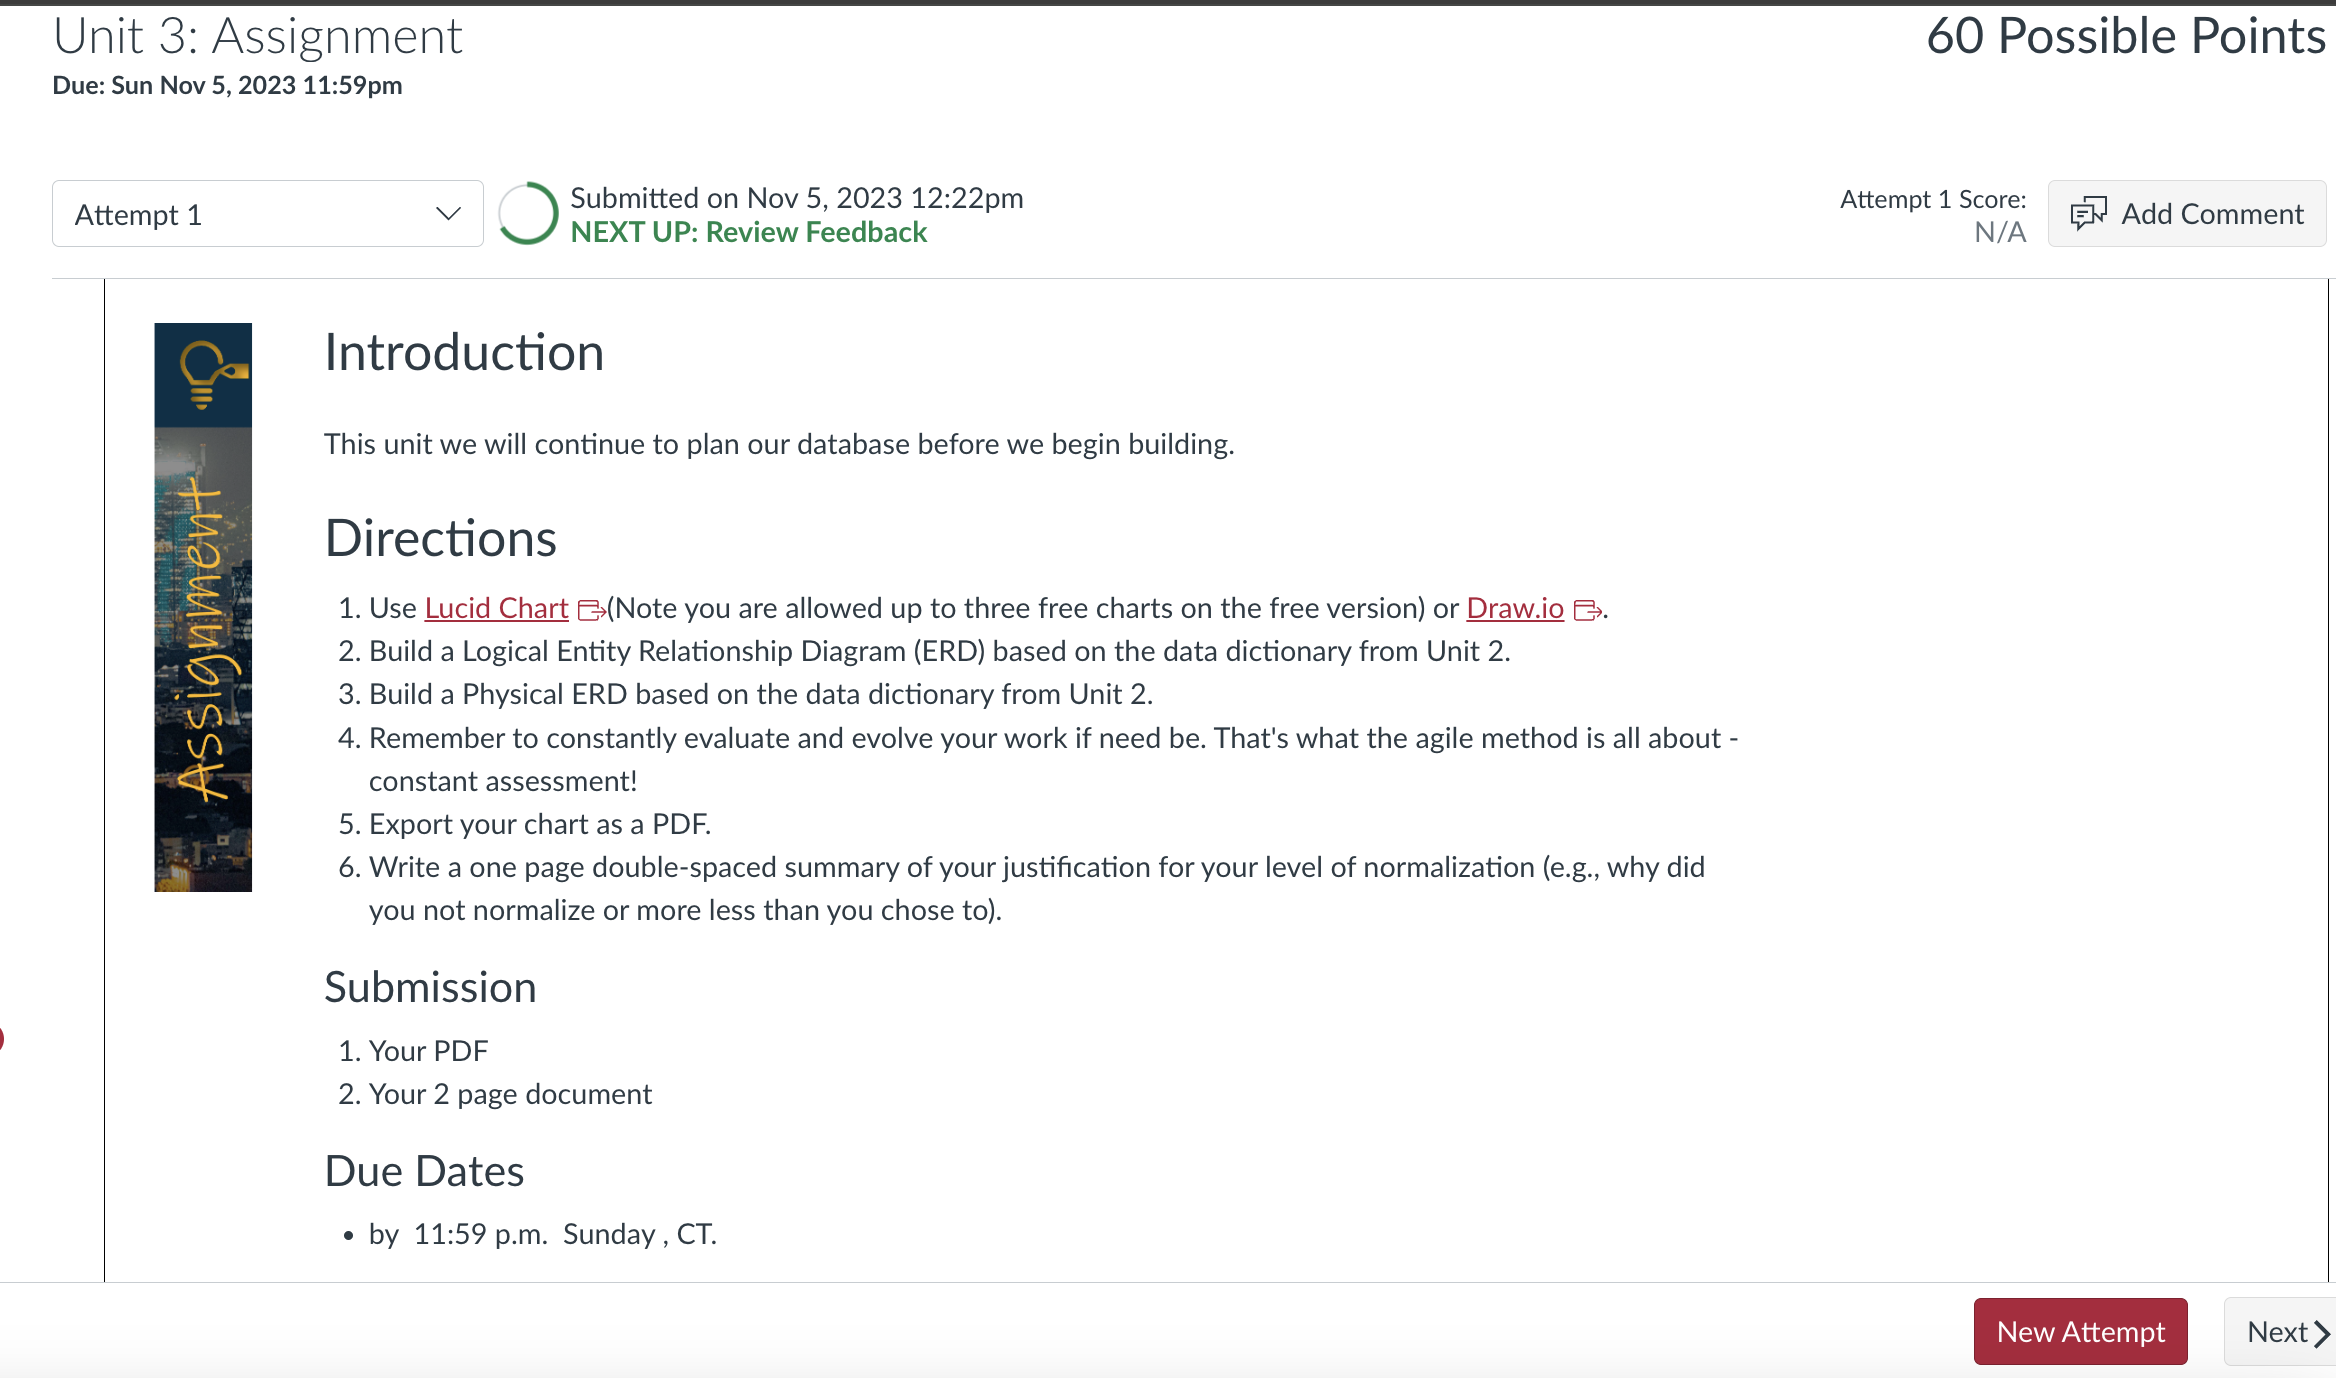 Unit 3: Assignment
60 Possible Points
Due: Sun Nov 5, 2023 11:59pm
Attempt 1
Submitted on Nov 5, 2023 12:22pm
NEXT UP: Review Feedback
Attempt 1 Score:
N/A
Add Comment
Assignment
Introduction
This unit we will continue to plan our database before we begin building.
Directions
1. Use Lucid Chart (Note you are allowed up to three free charts on the free version) or Draw.io .
2. Build a Logical Entity Relationship Diagram (ERD) based on the data dictionary from Unit 2.
3. Build a Physical ERD based on the data dictionary from Unit 2.
4. Remember to constantly evaluate and evolve your work if need be. That's what the agile method is all about -
constant assessment!
5. Export your chart as a PDF.
6. Write a one page double-spaced summary of your justification for your level of normalization (e.g., why did
you not normalize or more less than you chose to).
Submission
1. Your PDF
2. Your 2 page document
Due Dates
• by 11:59 p.m. Sunday , CT.
New Attempt
Next